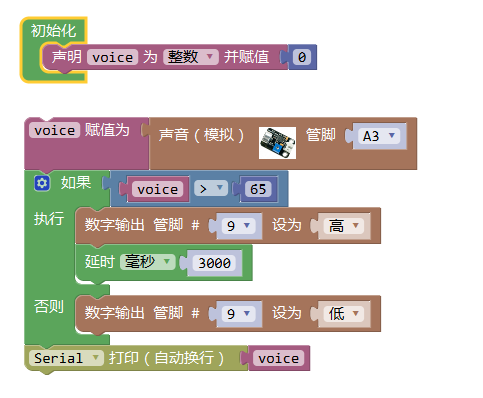 初始化
声明 voice 为 整数 并赋值 0
voice 赋值为 声音（模拟） 管脚 A3
如果 voice > 65
执行 数字输出 管脚 # 9 设为 高
延时 毫秒 3000
否则 数字输出 管脚 # 9 设为 低
Serial 打印（自动换行） voice